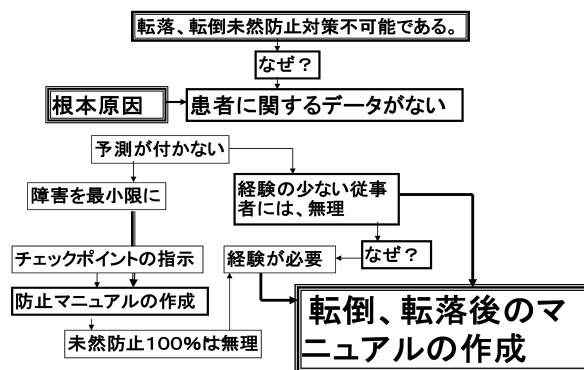 転落、転倒未然防止対策不可能である。
なぜ？
根本原因
患者に関するデータがない
予測が付かない
障害を最小限に
経験の少ない従事
者には、無理
チェックポイントの指示
経験が必要
なぜ？
防止マニュアルの作成
未然防止100%は無理
転倒、転落後のマ
ニュアルの作成